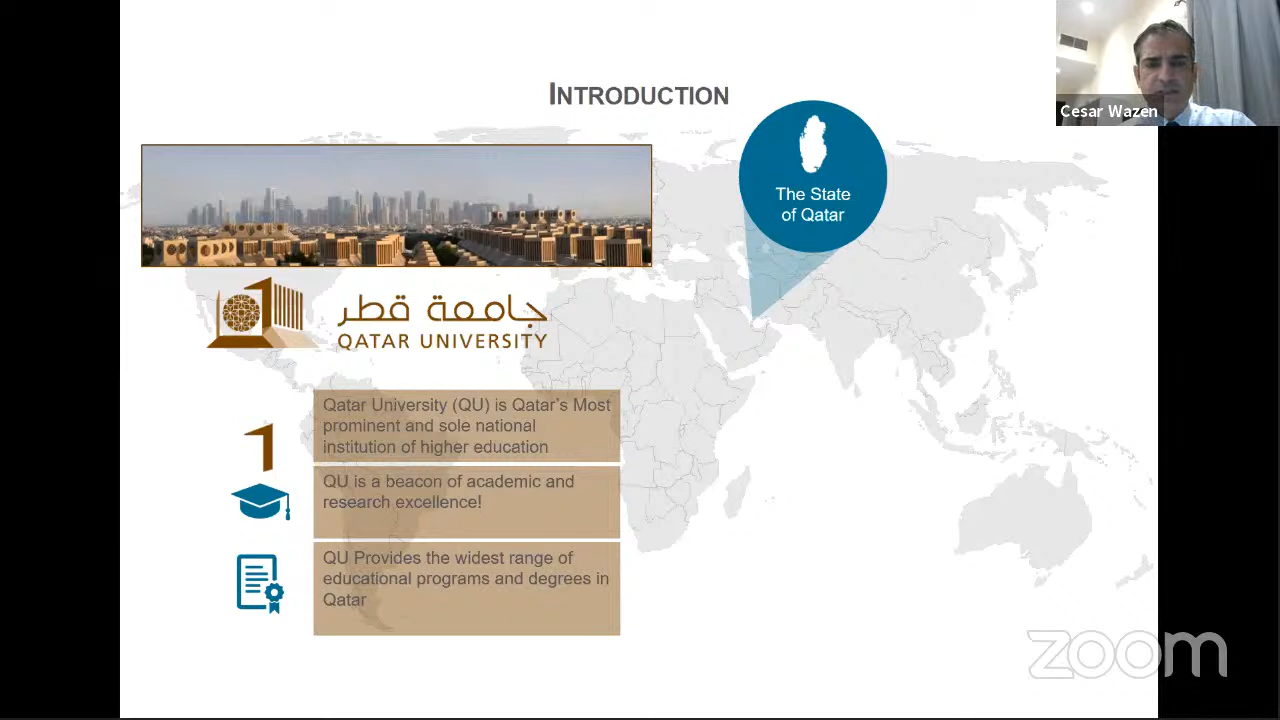 INTRODUCTION
Cesar Wazen
The State
of Qatar
جامعة قطر
QATAR UNIVERSITY
1
Qatar University (QU) is Qatar's Most
prominent and sole national
institution of higher education
QU is a beacon of academic and
research excellence!
QU Provides the widest range of
educational programs and degrees in
Qatar
zoom